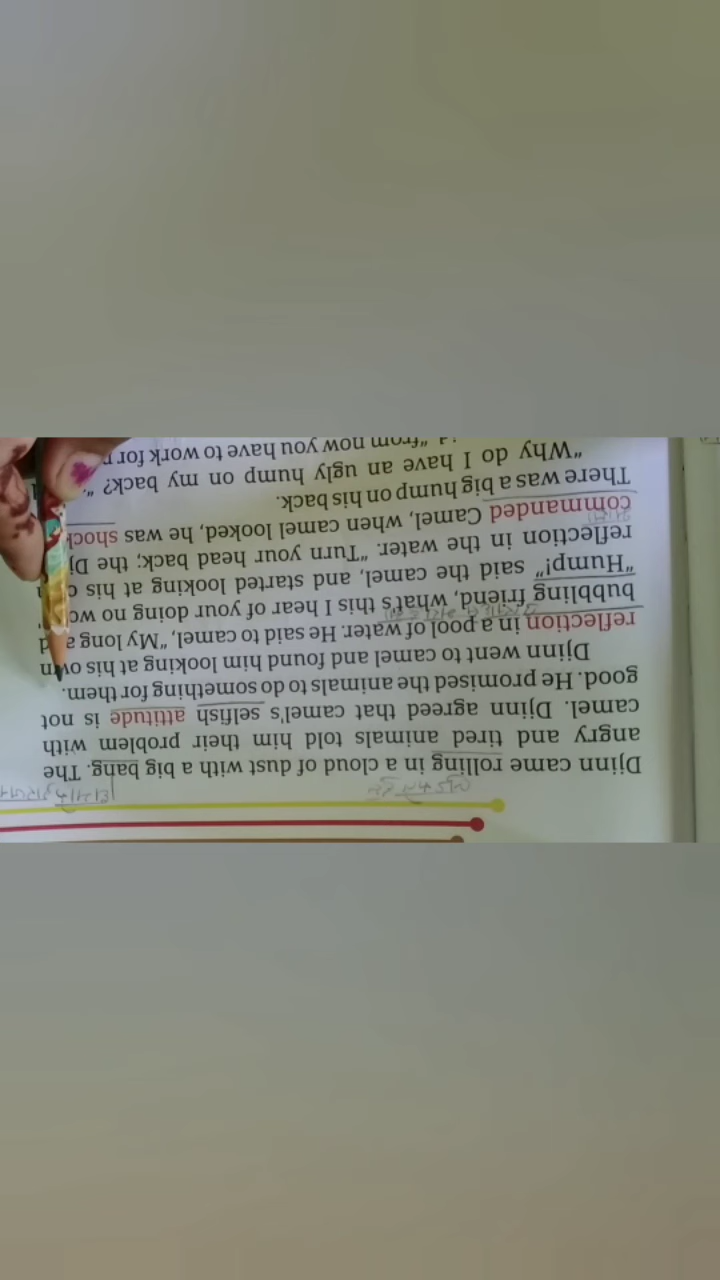 Djinn came rolling in a cloud of dust with a big bang. The
angry and tired animals told him their problem with
camel. Djinn agreed that camel's selfish attitude is not
good. He promised the animals to do something for them.
Djinn went to camel and found him looking at his own
reflection in a pool of water. He said to camel, "My long a
bubbling friend, what's this I hear of your doing no
"Hump!" said the camel, and started looking at his
reflection in the water. "Turn your head back; the
commanded Camel, when camel looked, he was
There was a big hump on his back.
"Why do I have an ugly hump on my back? "
"from now you have to work for